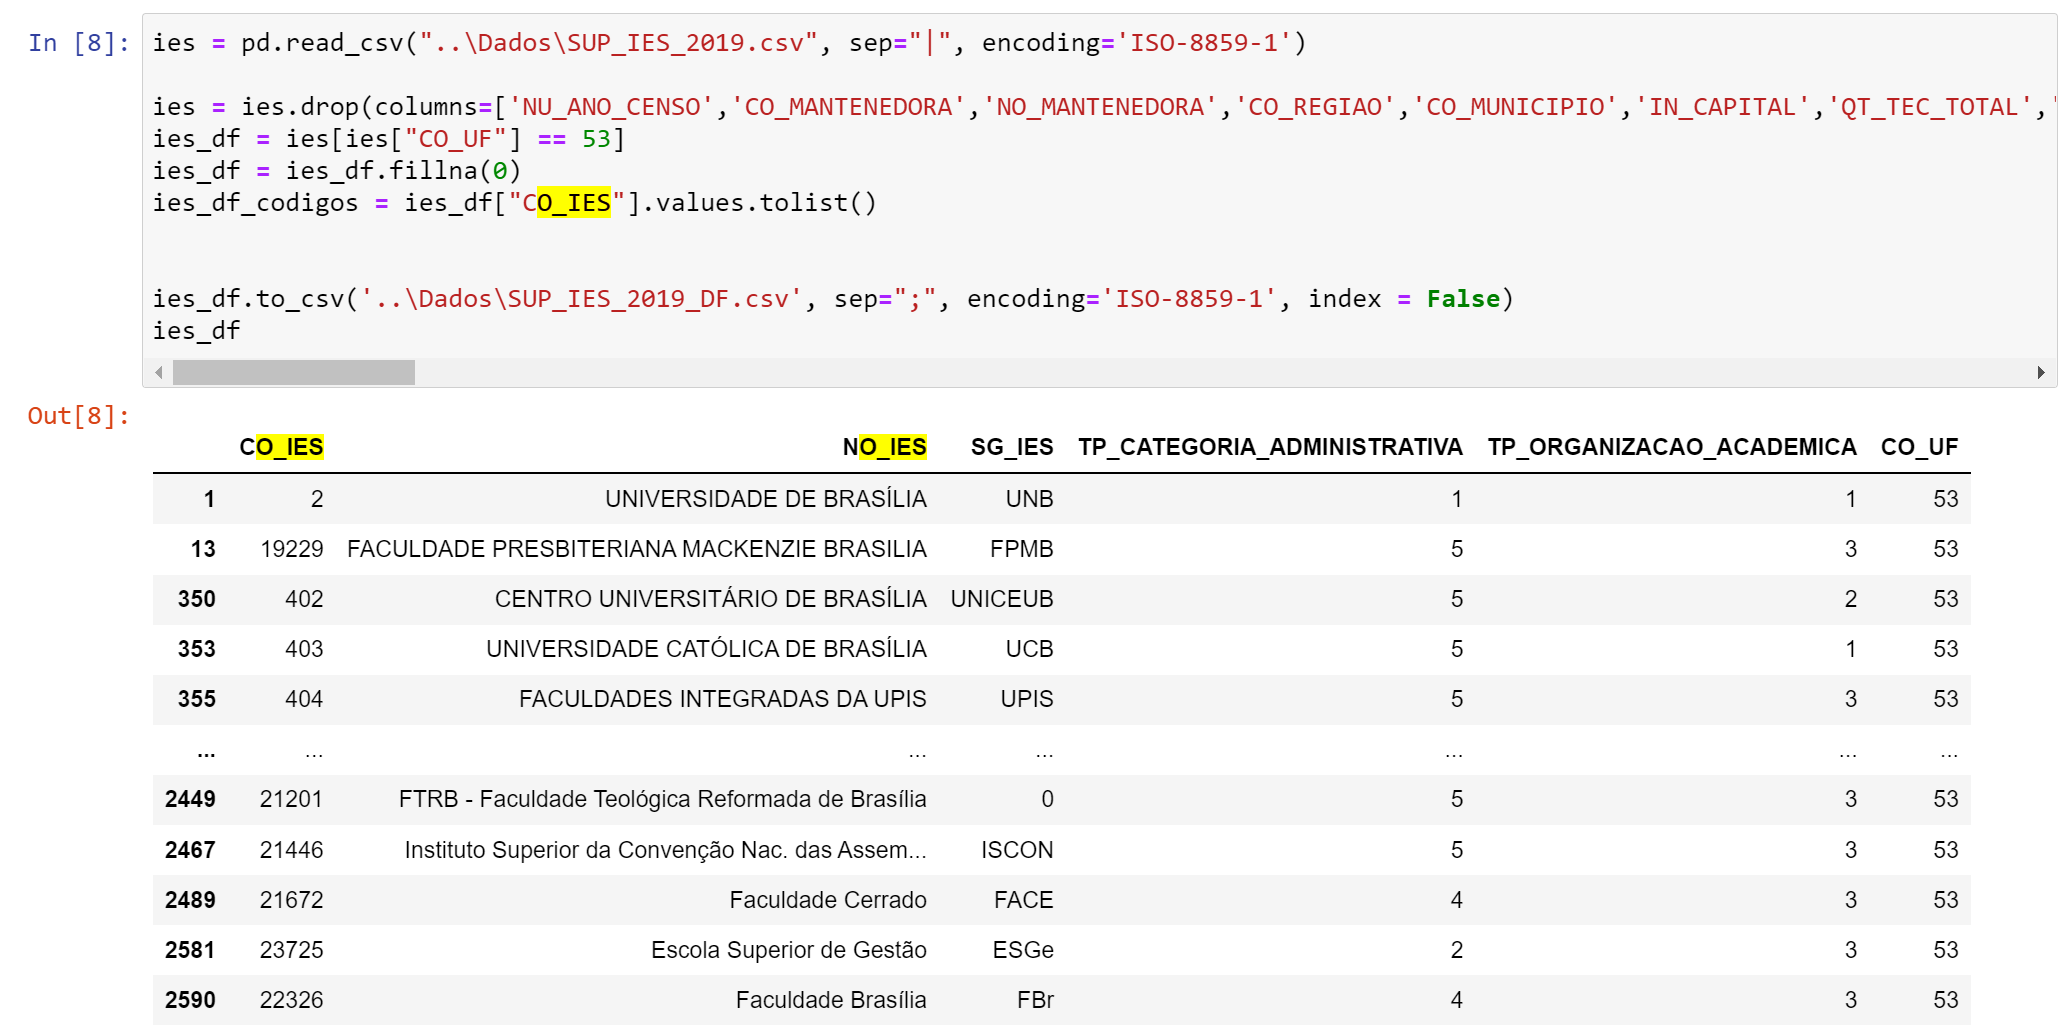 In [8]: ies = pd.read_csv("..\Dados\SUP_IES_2019.csv", sep="|", encoding='ISO-8859-1')
ies = ies.drop(columns=['NU_ANO_CENSO','CO_MANTENEDORA','NO_MANTENEDORA','CO_REGIAO','CO_MUNICIPIO','IN_CAPITAL','QT_TEC_TOTAL','
ies_df = ies[ies["CO_UF"] == 53]
ies_df = ies_df.fillna(0)
ies_df_codigos = ies_df["CO_IES"].values.tolist()
ies_df.to_csv('..\Dados\SUP_IES_2019_DF.csv', sep=";", encoding='ISO-8859-1', index = False)
ies_df
Out[8]:
CO_IES NO_IES SG_IES TP_CATEGORIA_ADMINISTRATIVA TP_ORGANIZACAO_ACADEMICA CO_UF
1 2 UNIVERSIDADE DE BRASÍLIA UNB 1 1 53
13 19229 FACULDADE PRESBITERIANA MACKENZIE BRASILIA FPMB 5 3 53
350 402 CENTRO UNIVERSITÁRIO DE BRASÍLIA UNICEUB 5 2 53
353 403 UNIVERSIDADE CATÓLICA DE BRASÍLIA UCB 5 1 53
355 404 FACULDADES INTEGRADAS DA UPIS UPIS 5 3 53
... ... ... ... ... ... ...
2449 21201 FTRB - Faculdade Teológica Reformada de Brasília 0 5 3 53
2467 21446 Instituto Superior da Convenção Nac. das Assem... ISCON 5 3 53
2489 21672 Faculdade Cerrado FACE 4 3 53
2581 23725 Escola Superior de Gestão ESGe 2 3 53
2590 22326 Faculdade Brasília FBr 4 3 53